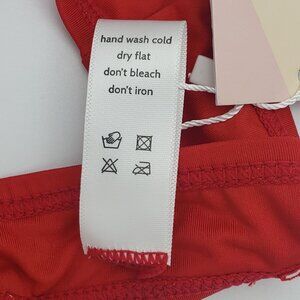 hand wash cold
dry flat
don't bleach
don't iron